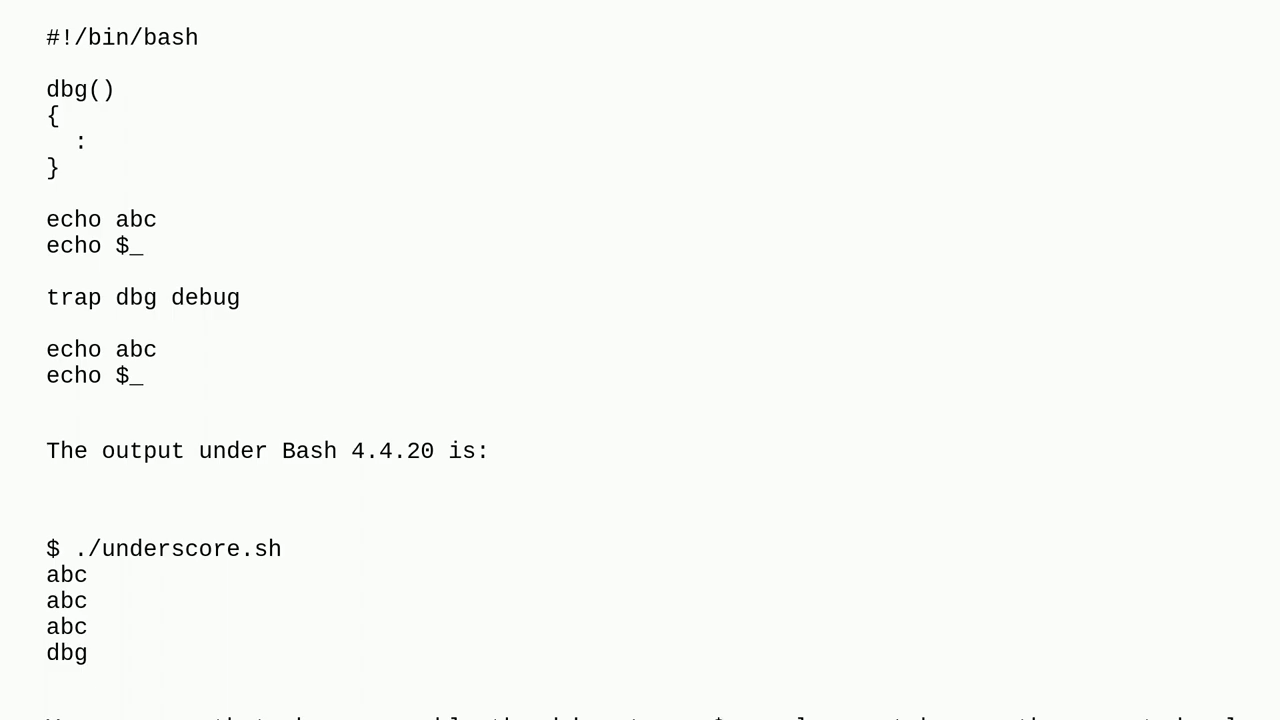 #!/bin/bash
dbg()
{
:
}
echo abc
echo $_
trap dbg debug
echo abc
echo $_
The output under Bash 4.4.20 is:
$ ./underscore.sh
abc
abc
abc
dbg